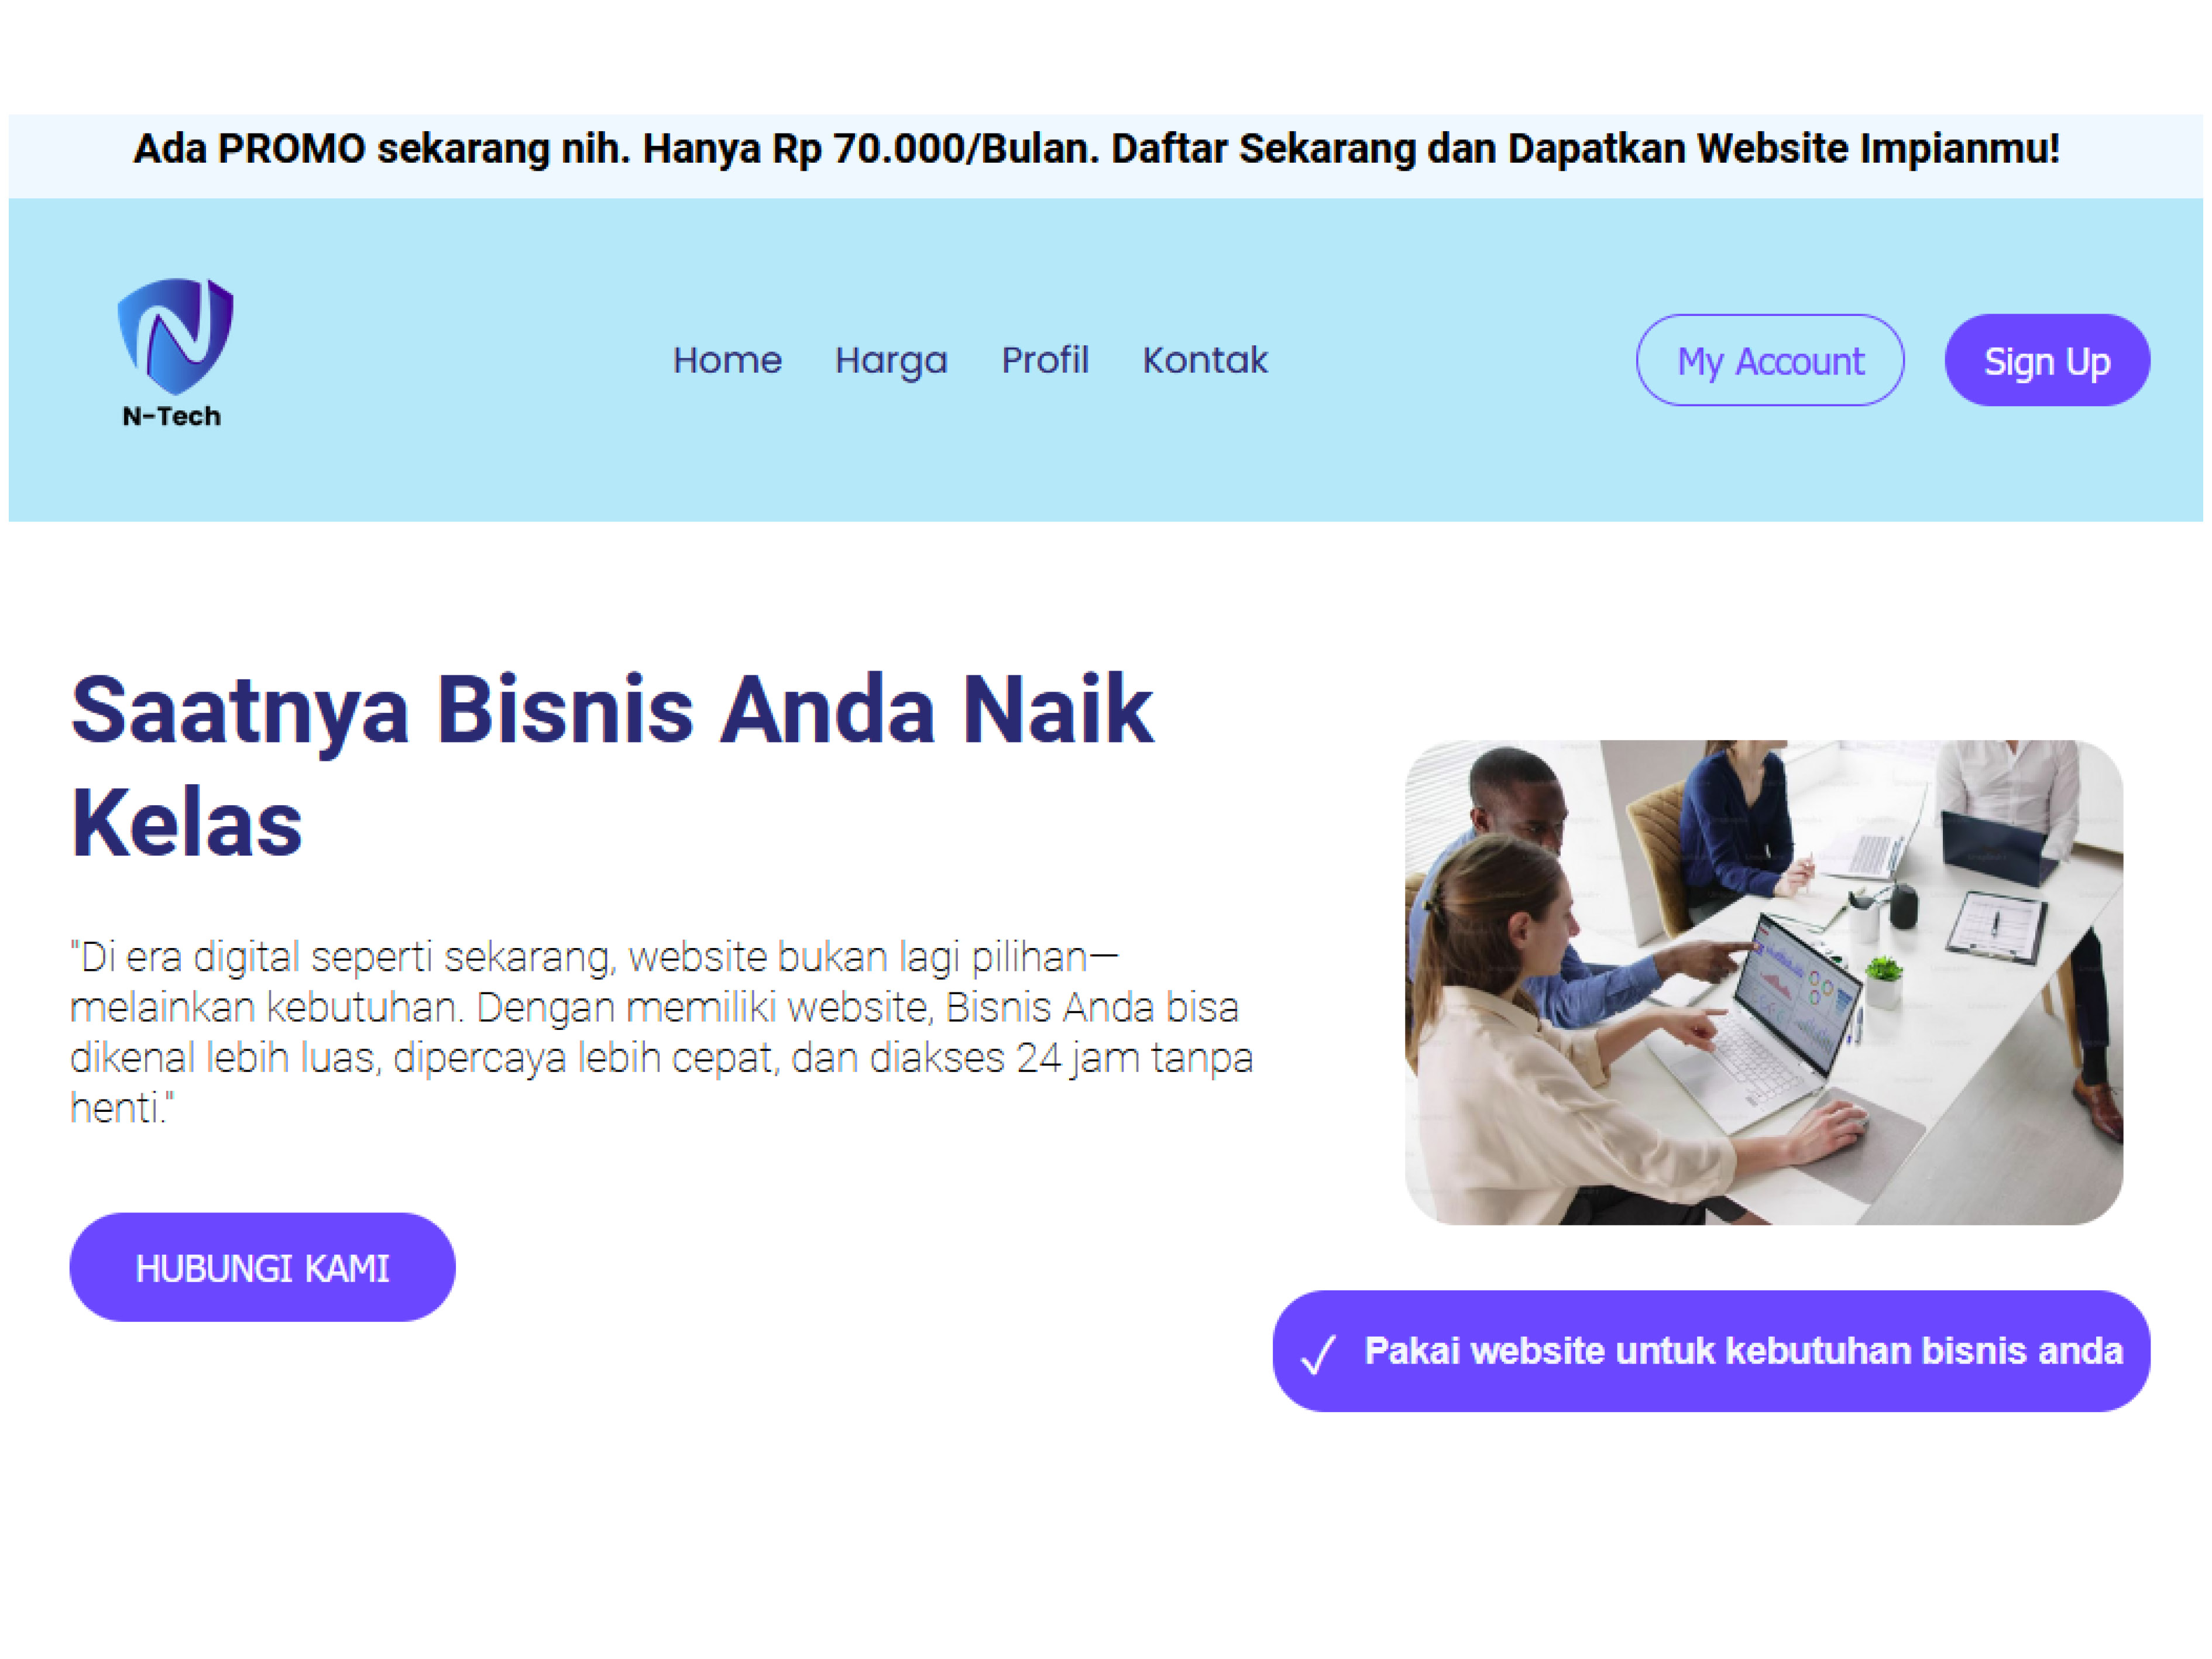 Ada PROMO sekarang nih. Hanya Rp 70.000/Bulan. Daftar Sekarang dan Dapatkan Website Impianmu!
N-Tech
Home Harga Profil Kontak
My Account Sign Up
Saatnya Bisnis Anda Naik
Kelas
"Di era digital seperti sekarang, website bukan lagi pilihan—
melainkan kebutuhan. Dengan memiliki website, Bisnis Anda bisa
dikenal lebih luas, dipercaya lebih cepat, dan diakses 24 jam tanpa
henti."
HUBUNGI KAMI
✓ Pakai website untuk kebutuhan bisnis anda